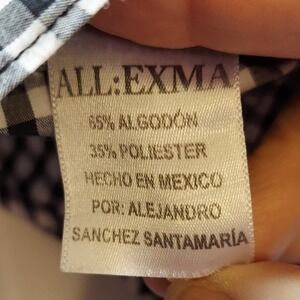 ALL:EXMA
65% ALGODÓN
35% POLIESTER
HECHO EN MEXICO
POR: ALEJANDRO
SANCHEZ SANTAMARÍA